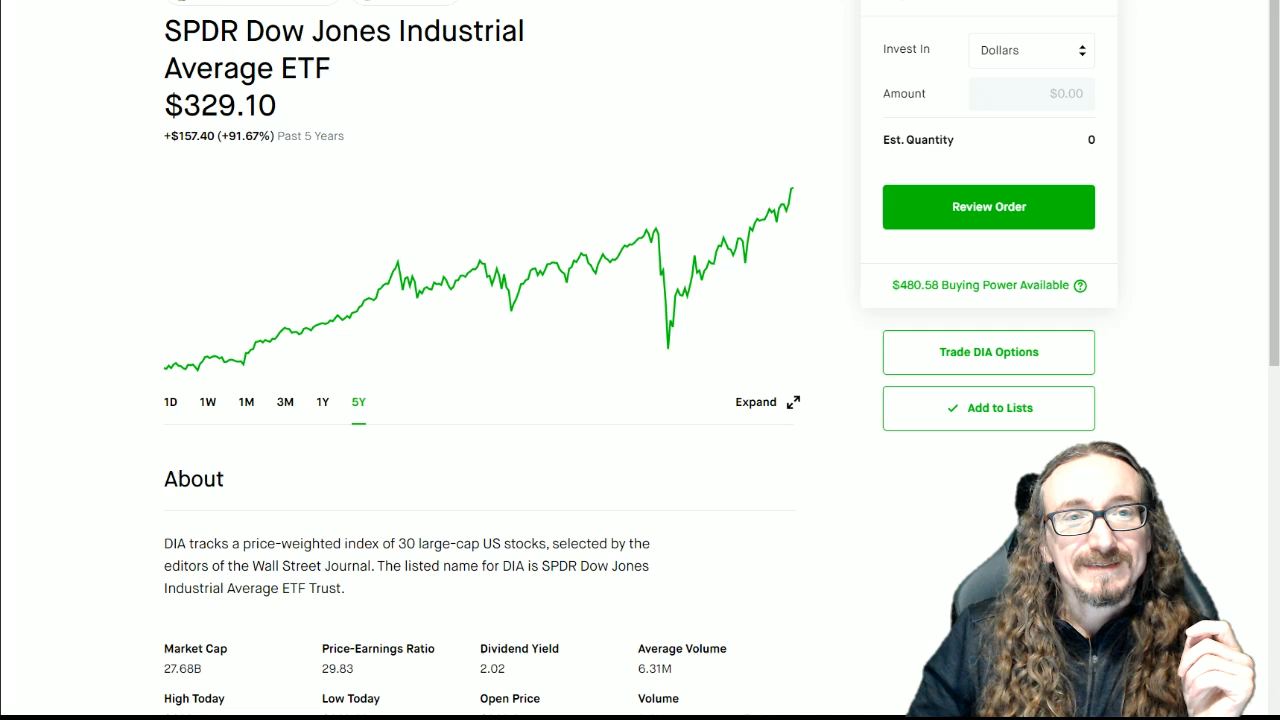 SPDR Dow Jones Industrial
Average ETF
$329.10
+$157.40 (+91.67%) Past 5 Years
1D 1W 1M 3M 1Y 5Y Expand
About
DIA tracks a price-weighted index of 30 large-cap US stocks, selected by the
editors of the Wall Street Journal. The listed name for DIA is SPDR Dow Jones
Industrial Average ETF Trust.
Market Cap Price-Earnings Ratio Dividend Yield Average Volume
27.68B 29.83 2.02 6.31M
High Today Low Today Open Price Volume
Invest In Dollars
Amount $0.00
Est. Quantity 0
Review Order
$480.58 Buying Power Available
Trade DIA Options
Add to Lists